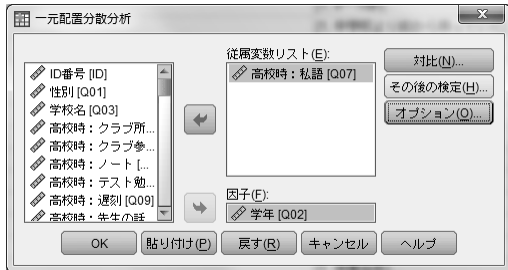 一元配置分散分析
ID番号 [ID]
性別 [Q01]
学校名 [Q03]
高校時：クラブ所...
高校時：クラブ参...
高校時：ノート [...
高校時：テスト勉...
高校時：遅刻 [Q09]
高校時：先生の話...
従属変数リスト(E):
高校時：私語 [Q07]
因子(F):
学年 [Q02]
対比(N)...
その後の検定(H)...
オプション(O)...
OK
貼り付け(P)
戻す(R)
キャンセル
ヘルプ